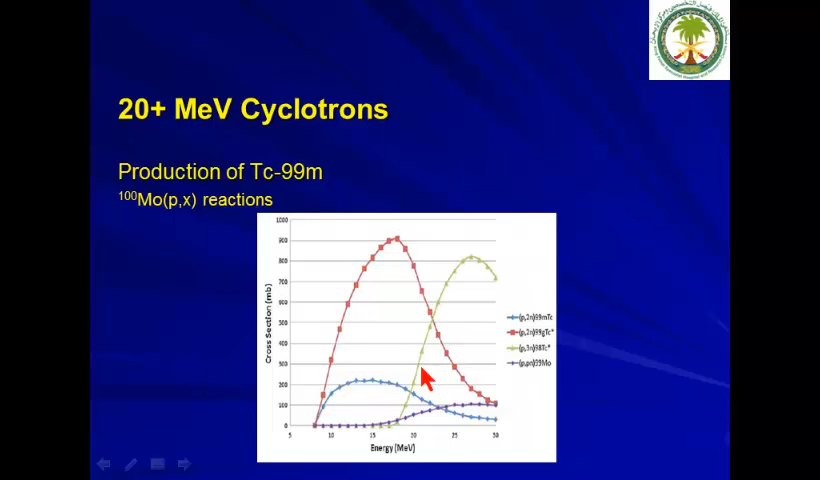 20+ MeV Cyclotrons
Production of Tc-99m
100Mo(p,x) reactions
1000
900
800
700
600
500
400
300
200
100
0
5
10
15
20
25
30
Cross Section (mb)
Energy (MeV)
(p,2n)99mTc
(p,2n)99gTc*
(p,3n)98Tc*
(p,pn)99Mo